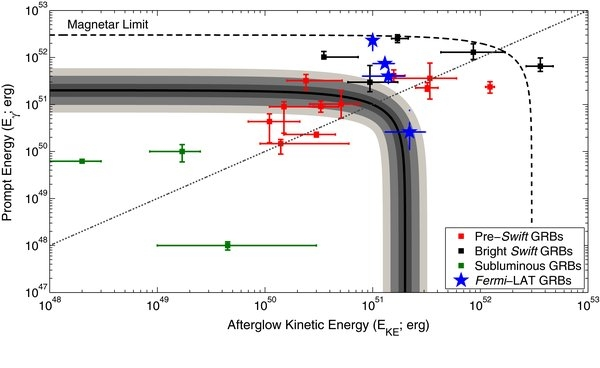 10^53
Magnetar Limit
10^52
10^51
10^50
10^49
10^48
10^47
Prompt Energy (E_γ; erg)
Pre−Swift GRBs
Bright Swift GRBs
Subluminous GRBs
Fermi−LAT GRBs
10^48 10^49 10^50 10^51 10^52 10^53
Afterglow Kinetic Energy (E_KE; erg)